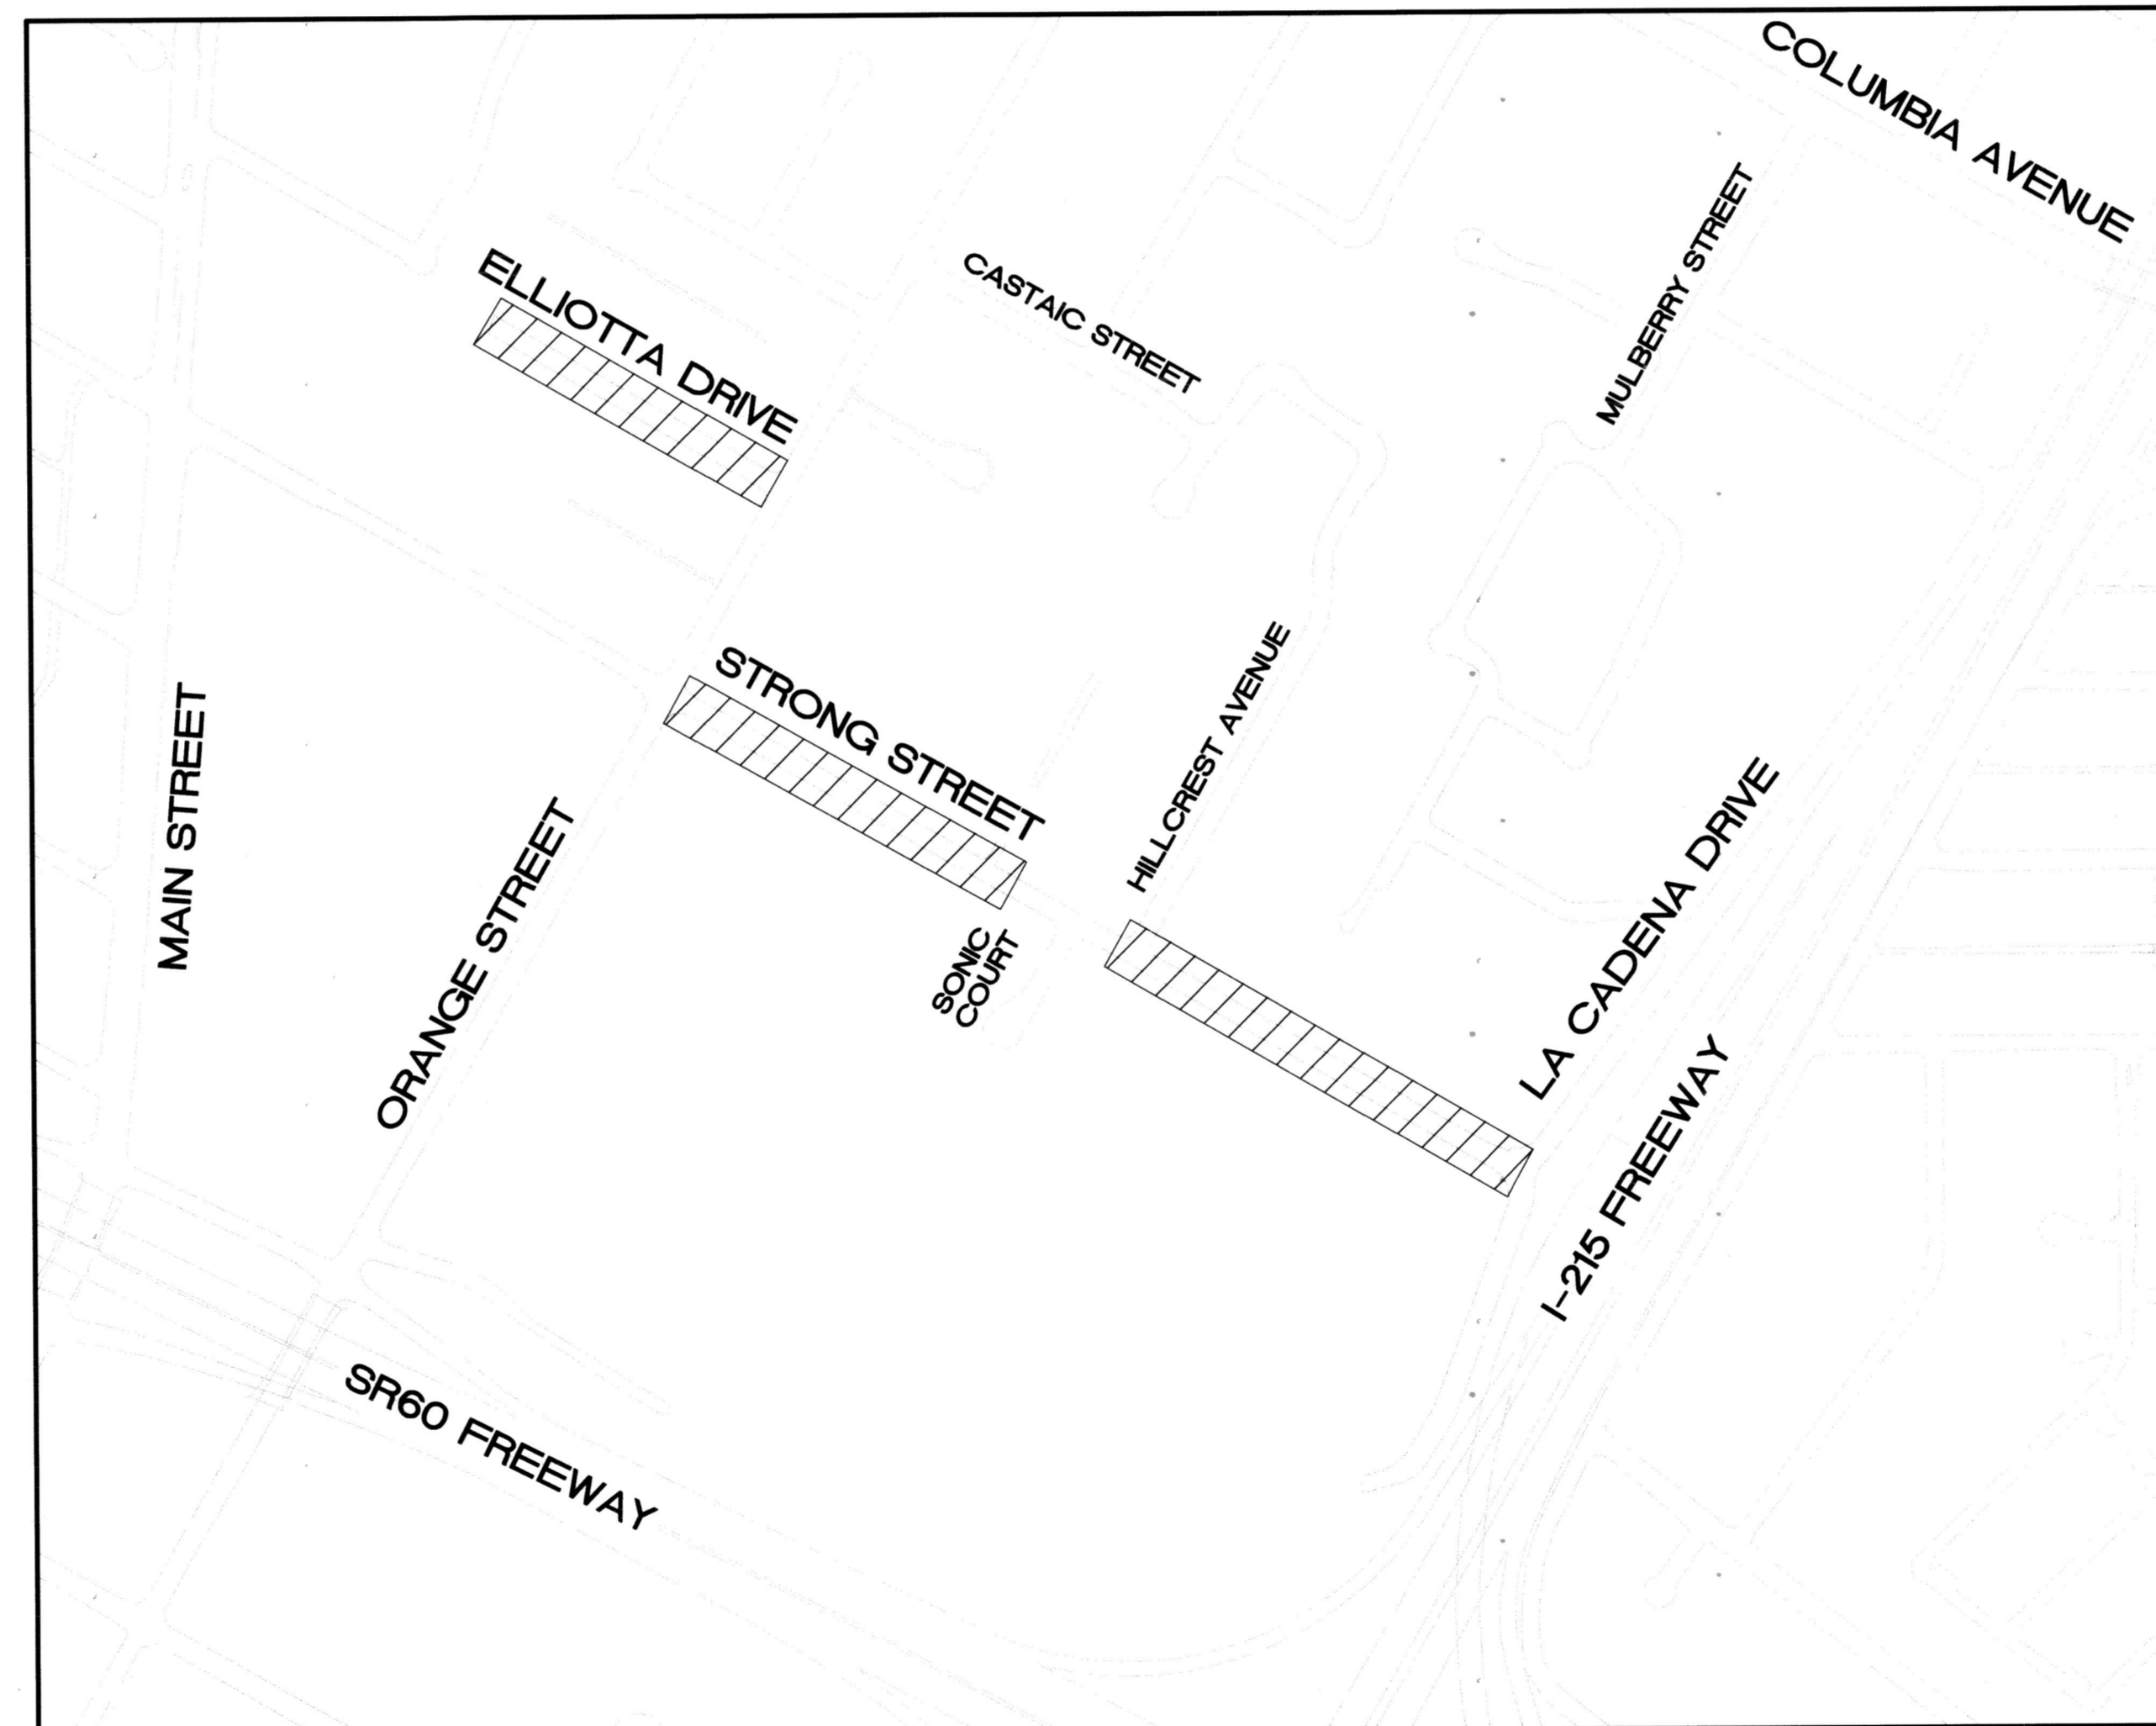 COLUMBIA AVENUE
MULBERRY STREET
ELLIOTTA DRIVE
CASTAIC STREET
STRONG STREET
HILLCREST AVENUE
MAIN STREET
ORANGE STREET
SONIC
COURT
LA CADENA DRIVE
I-215 FREEWAY
SR60 FREEWAY